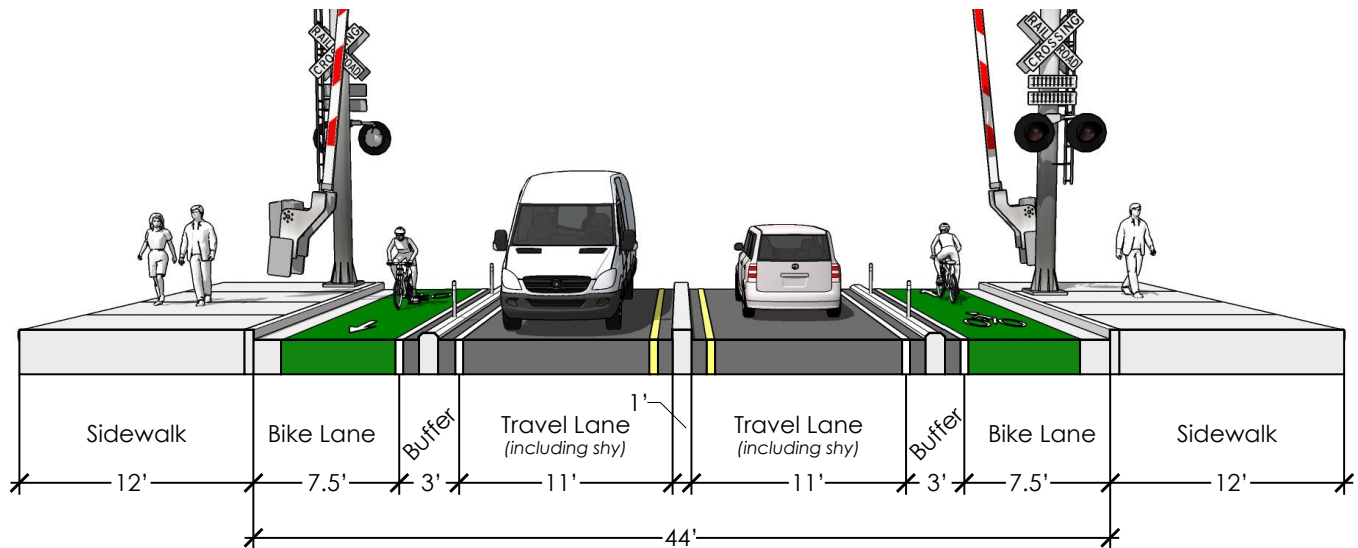 RAIL
CROSSING
ROAD
RAIL
CROSSING
ROAD
1'
Sidewalk
Bike Lane
Buffer
Travel Lane
(including shy)
Travel Lane
(including shy)
Buffer
Bike Lane
Sidewalk
12'
7.5'
3'
11'
11'
3'
7.5'
12'
44'